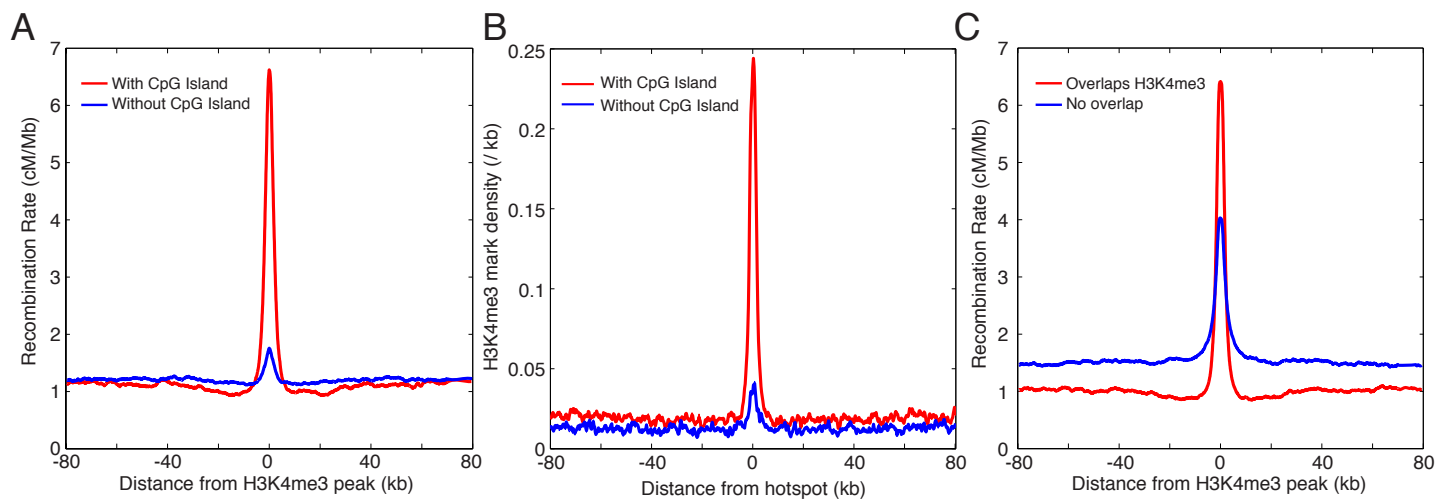 A
Recombination Rate (cM/Mb)
7
6
5
4
3
2
1
0
With CpG Island
Without CpG Island
-80
-40
0
40
80
Distance from H3K4me3 peak (kb)
B
H3K4me3 mark density (/ kb)
0.25
0.2
0.15
0.1
0.05
0
With CpG Island
Without CpG Island
-80
-40
0
40
80
Distance from hotspot (kb)
C
Recombination Rate (cM/Mb)
7
6
5
4
3
2
1
0
Overlaps H3K4me3
No overlap
-80
-40
0
40
80
Distance from H3K4me3 peak (kb)